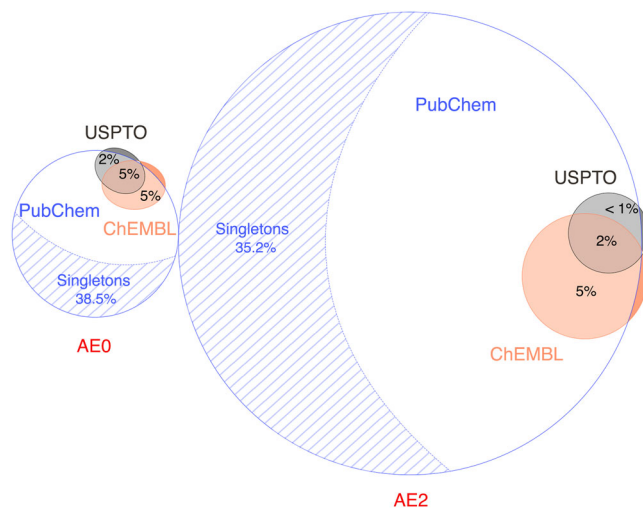 PubChem
USPTO
2%
5%
5%
PubChem
ChEMBL
Singletons
38.5%
AE0
Singletons
35.2%
USPTO
< 1%
2%
5%
ChEMBL
AE2